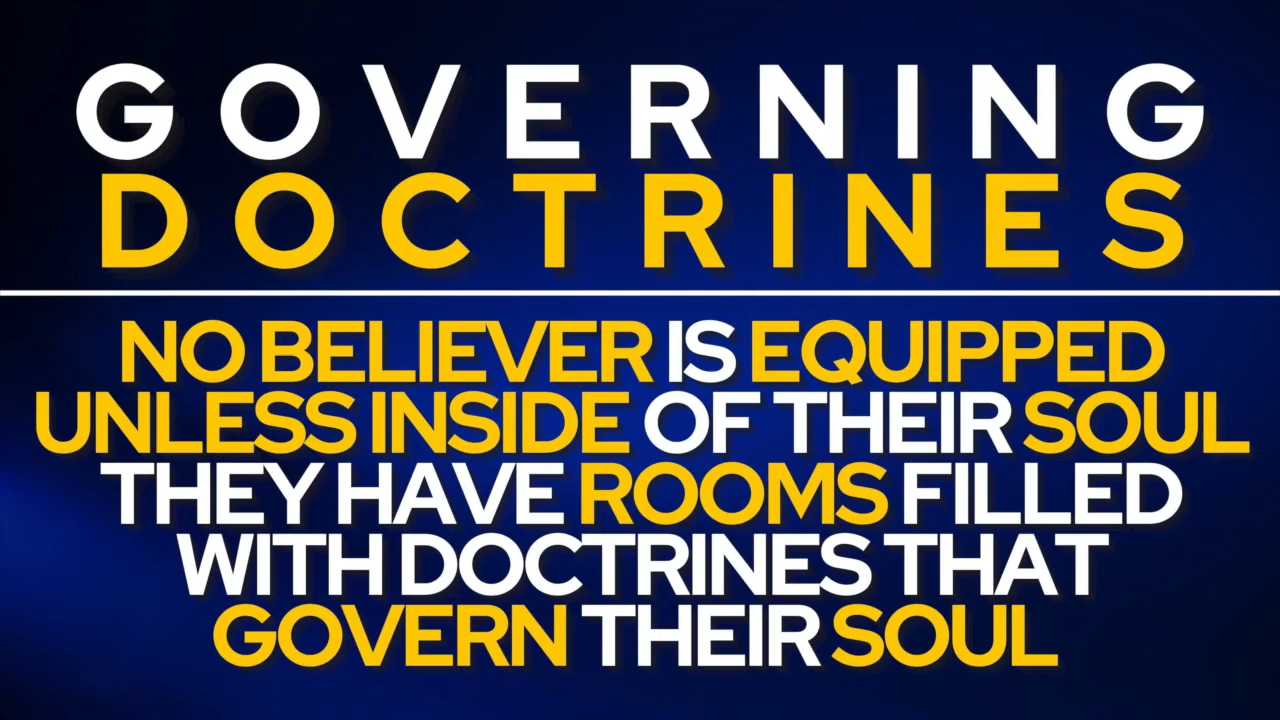 GOVERNING
DOCTRINES
NO BELIEVER IS EQUIPPED
UNLESS INSIDE OF THEIR SOUL
THEY HAVE ROOMS FILLED
WITH DOCTRINES THAT
GOVERN THEIR SOUL